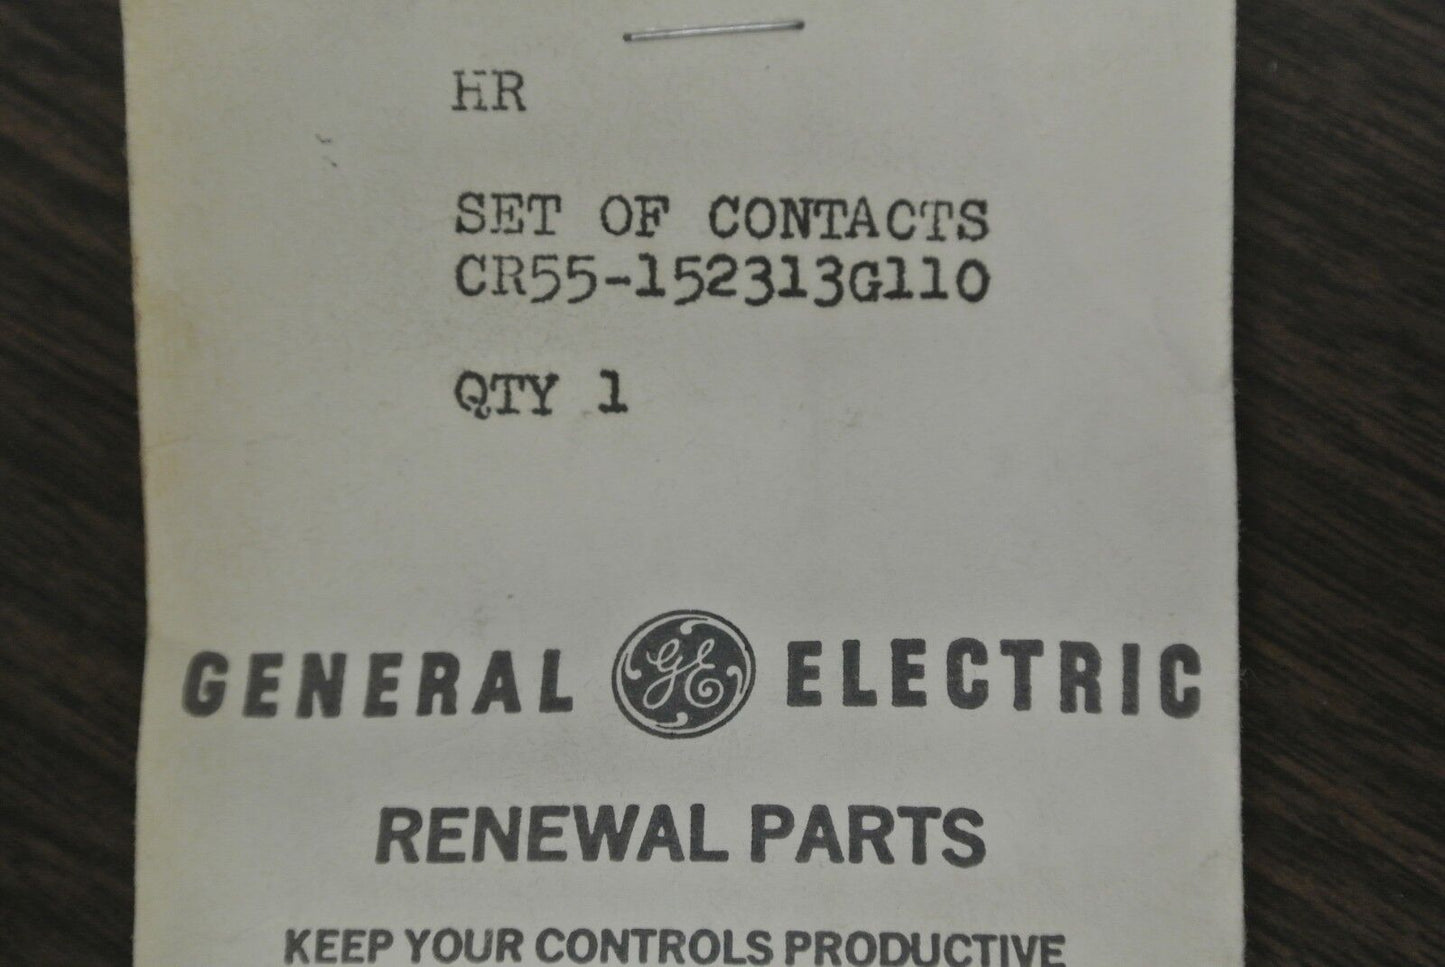 HR
SET OF CONTACTS
CR55-152313G110
QTY 1
GENERAL GE ELECTRIC
RENEWAL PARTS
KEEP YOUR CONTROLS PRODUCTIVE